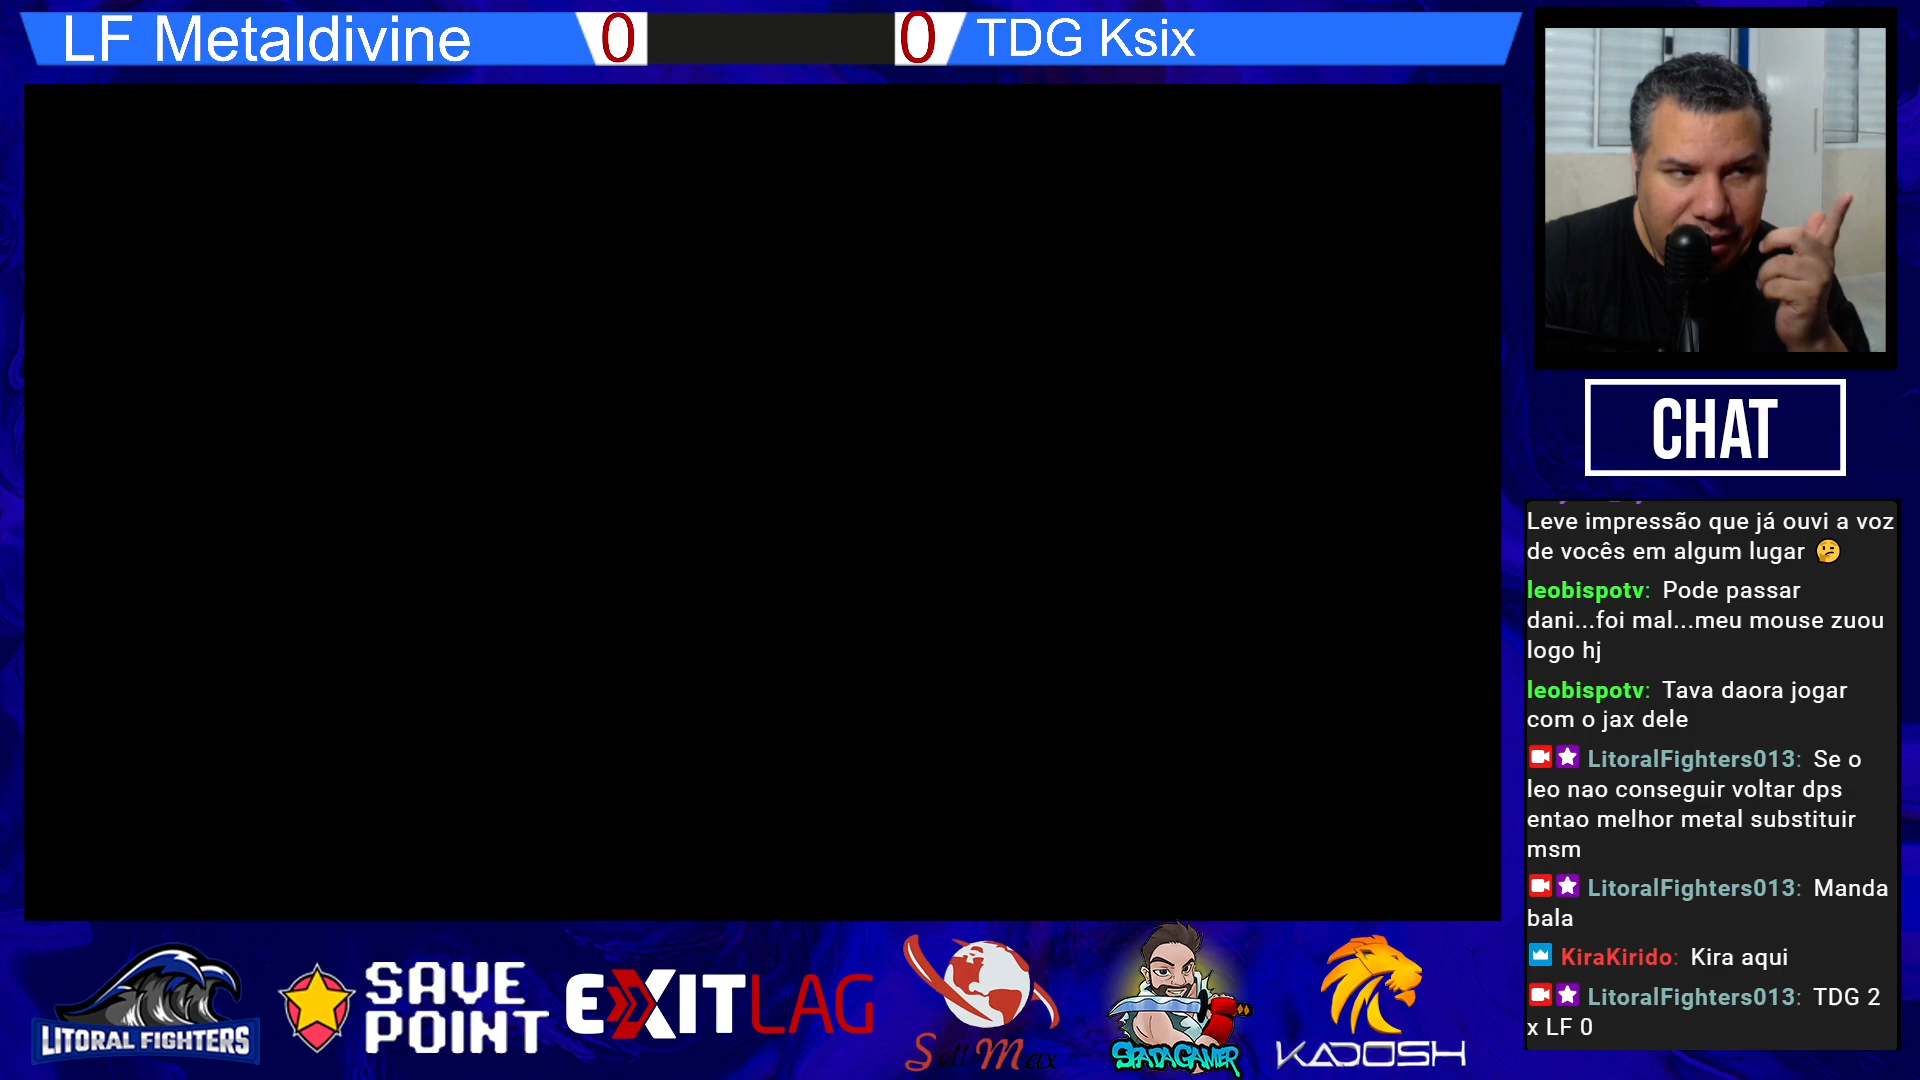 LF Metaldivine 0 0 TDG Ksix
CHAT
Leve impressão que já ouvi a voz
de vocês em algum lugar 🤔
leobispotv: Pode passar
dani...foi mal...meu mouse zuou
logo hj
leobispotv: Tava daora jogar
com o jax dele
LitoralFighters013: Se o
leo nao conseguir voltar dps
entao melhor metal substituir
msm
LitoralFighters013: Manda
bala
KiraKirido: Kira aqui
LitoralFighters013: TDG 2
x LF 0
LITORAL FIGHTERS
SAVE
POINT
EXITLAG
SellMax
SPADAGAMER
KADOSH